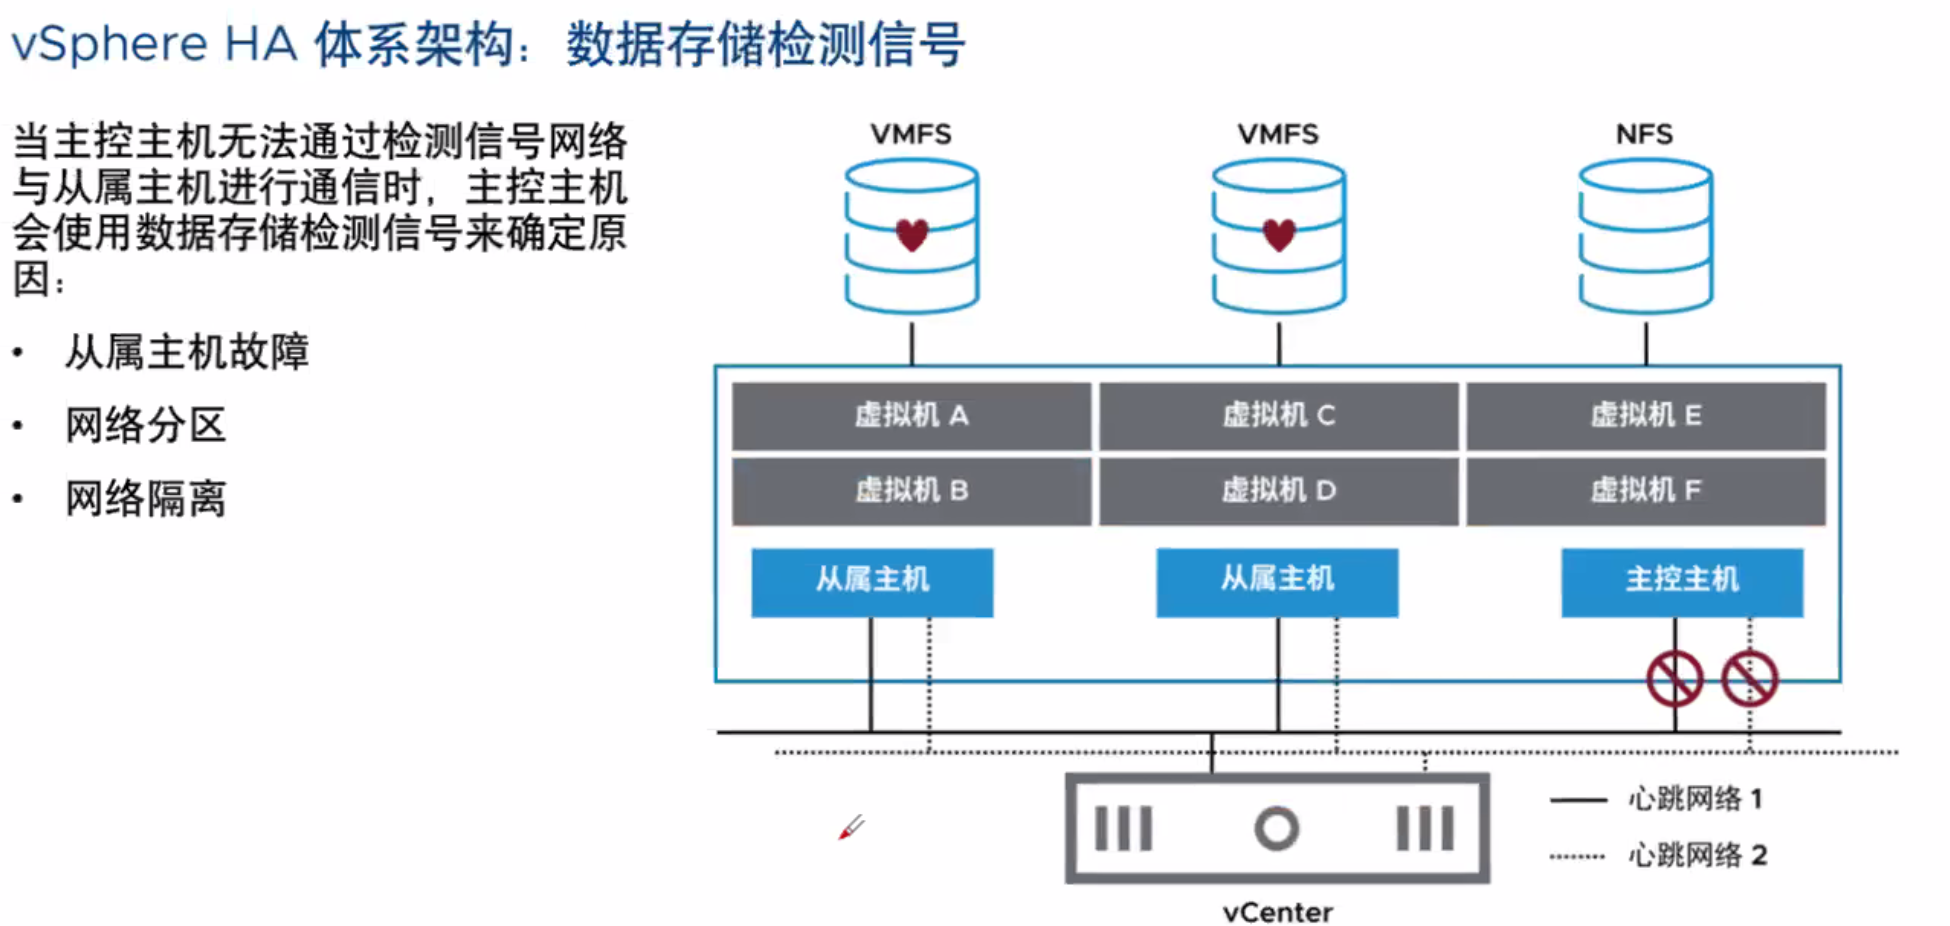 vSphere HA 体系架构：数据存储检测信号
当主控主机无法通过检测信号网络
与从属主机进行通信时，主控主机
会使用数据存储检测信号来确定原
因：
• 从属主机故障
• 网络分区
• 网络隔离
VMFS
VMFS
NFS
虚拟机 A
虚拟机 C
虚拟机 E
虚拟机 B
虚拟机 D
虚拟机 F
从属主机
从属主机
主控主机
心跳网络 1
心跳网络 2
vCenter